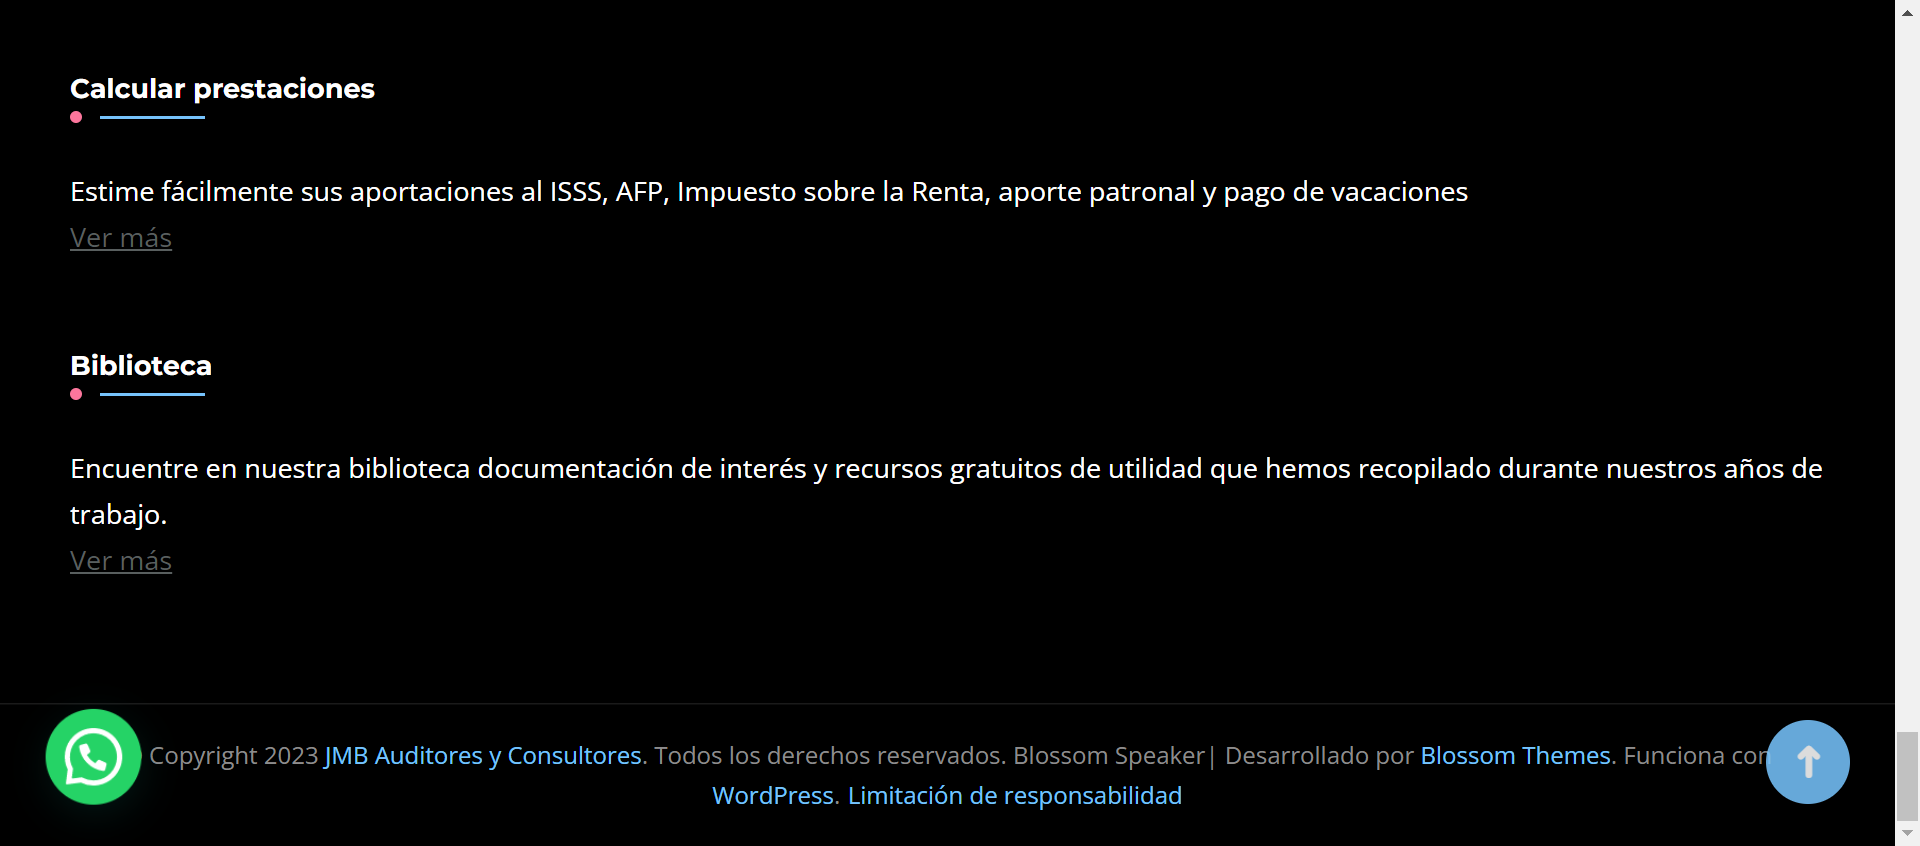 Calcular prestaciones
Estime fácilmente sus aportaciones al ISSS, AFP, Impuesto sobre la Renta, aporte patronal y pago de vacaciones
Ver más
Biblioteca
Encuentre en nuestra biblioteca documentación de interés y recursos gratuitos de utilidad que hemos recopilado durante nuestros años de
trabajo.
Ver más
Copyright 2023 JMB Auditores y Consultores. Todos los derechos reservados. Blossom Speaker| Desarrollado por Blossom Themes. Funciona con
WordPress. Limitación de responsabilidad